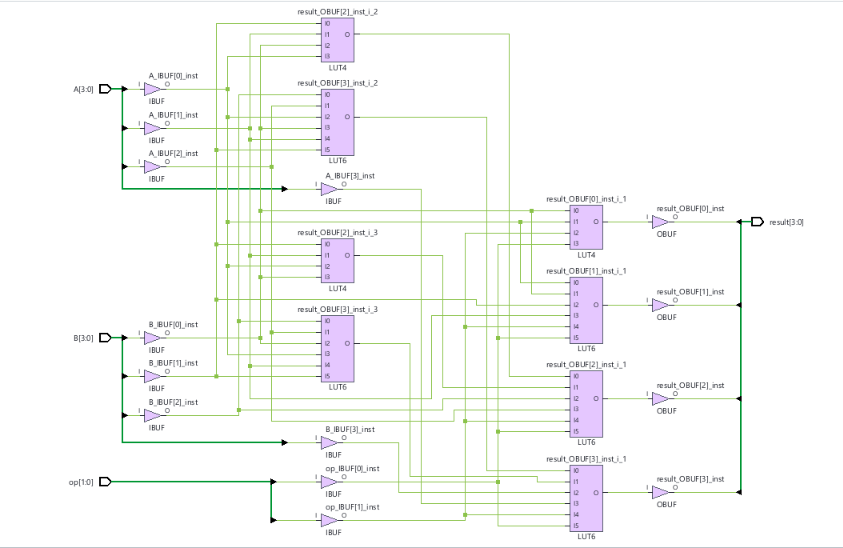 result_OBUF[2]_inst_i_2
I0
I1
I2
I3
O
LUT4
A[3:0]
A_IBUF[0]_inst
I
O
IBUF
A_IBUF[1]_inst
I
O
IBUF
A_IBUF[2]_inst
I
O
IBUF
result_OBUF[3]_inst_i_2
I0
I1
I2
I3
I4
I5
O
LUT6
A_IBUF[3]_inst
I
O
IBUF
result_OBUF[2]_inst_i_3
I0
I1
I2
I3
O
LUT4
result_OBUF[3]_inst_i_3
I0
I1
I2
I3
I4
I5
O
LUT6
B[3:0]
B_IBUF[0]_inst
I
O
IBUF
B_IBUF[1]_inst
I
O
IBUF
B_IBUF[2]_inst
I
O
IBUF
B_IBUF[3]_inst
I
O
IBUF
op[1:0]
op_IBUF[0]_inst
I
O
IBUF
op_IBUF[1]_inst
I
O
IBUF
result_OBUF[0]_inst_i_1
I0
I1
I2
I3
O
LUT4
result_OBUF[0]_inst
I
O
OBUF
result[3:0]
result_OBUF[1]_inst_i_1
I0
I1
I2
I3
I4
I5
O
LUT6
result_OBUF[1]_inst
I
O
OBUF
result_OBUF[2]_inst_i_1
I0
I1
I2
I3
I4
I5
O
LUT6
result_OBUF[2]_inst
I
O
OBUF
result_OBUF[3]_inst_i_1
I0
I1
I2
I3
I4
I5
O
LUT6
result_OBUF[3]_inst
I
O
OBUF